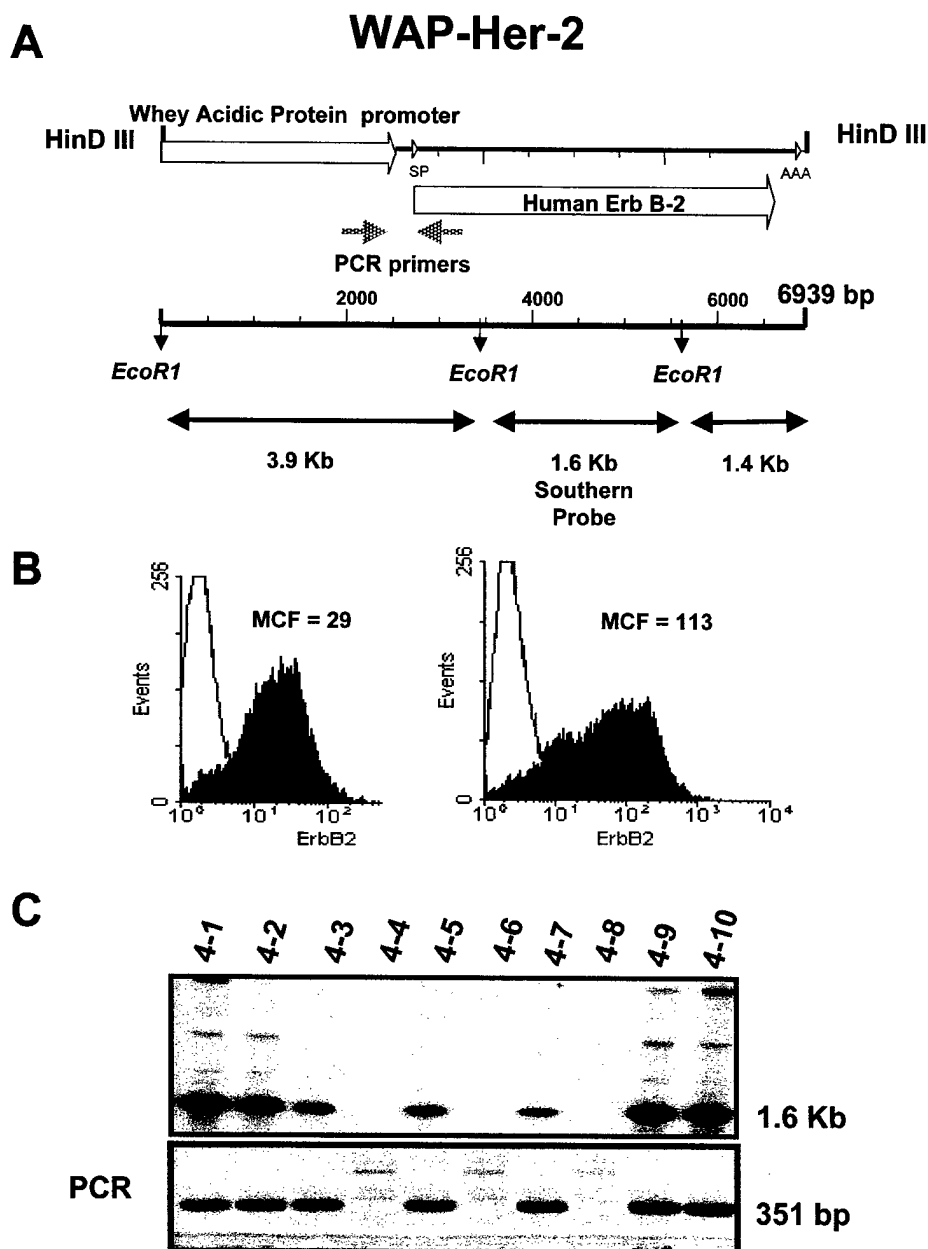 A
WAP-Her-2
Whey Acidic Protein promoter
HinD III
HinD III
SP
AAA
Human Erb B-2
PCR primers
2000
4000
6000
6939 bp
EcoR1
EcoR1
EcoR1
3.9 Kb
1.6 Kb
Southern
Probe
1.4 Kb
B
256
Events
0
MCF = 29
10⁰ 10¹ 10²
ErbB2
256
Events
0
MCF = 113
10⁰ 10¹ 10² 10³ 10⁴
ErbB2
C
4-1 4-2 4-3 4-4 4-5 4-6 4-7 4-8 4-9 4-10
1.6 Kb
PCR
351 bp